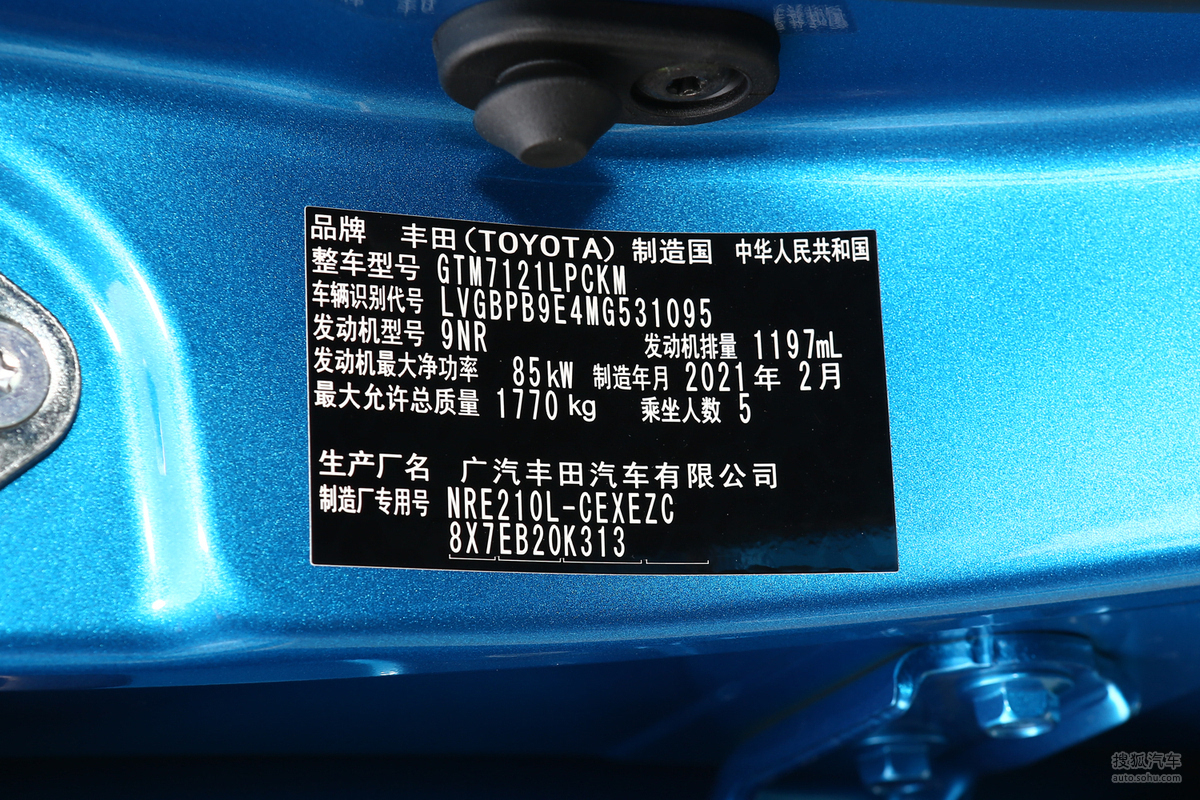 品牌 丰田(TOYOTA) 制造国 中华人民共和国
整车型号 GTM7121LPCKM
车辆识别代号 LVGBPB9E4MG531095
发动机型号 9NR 发动机排量 1197mL
发动机最大净功率 85kW 制造年月 2021年 2月
最大允许总质量 1770kg 乘坐人数 5
生产厂名 广汽丰田汽车有限公司
制造厂专用号 NRE210L-CEXEZC
8X7EB20K313
搜狐汽车
auto.sohu.com